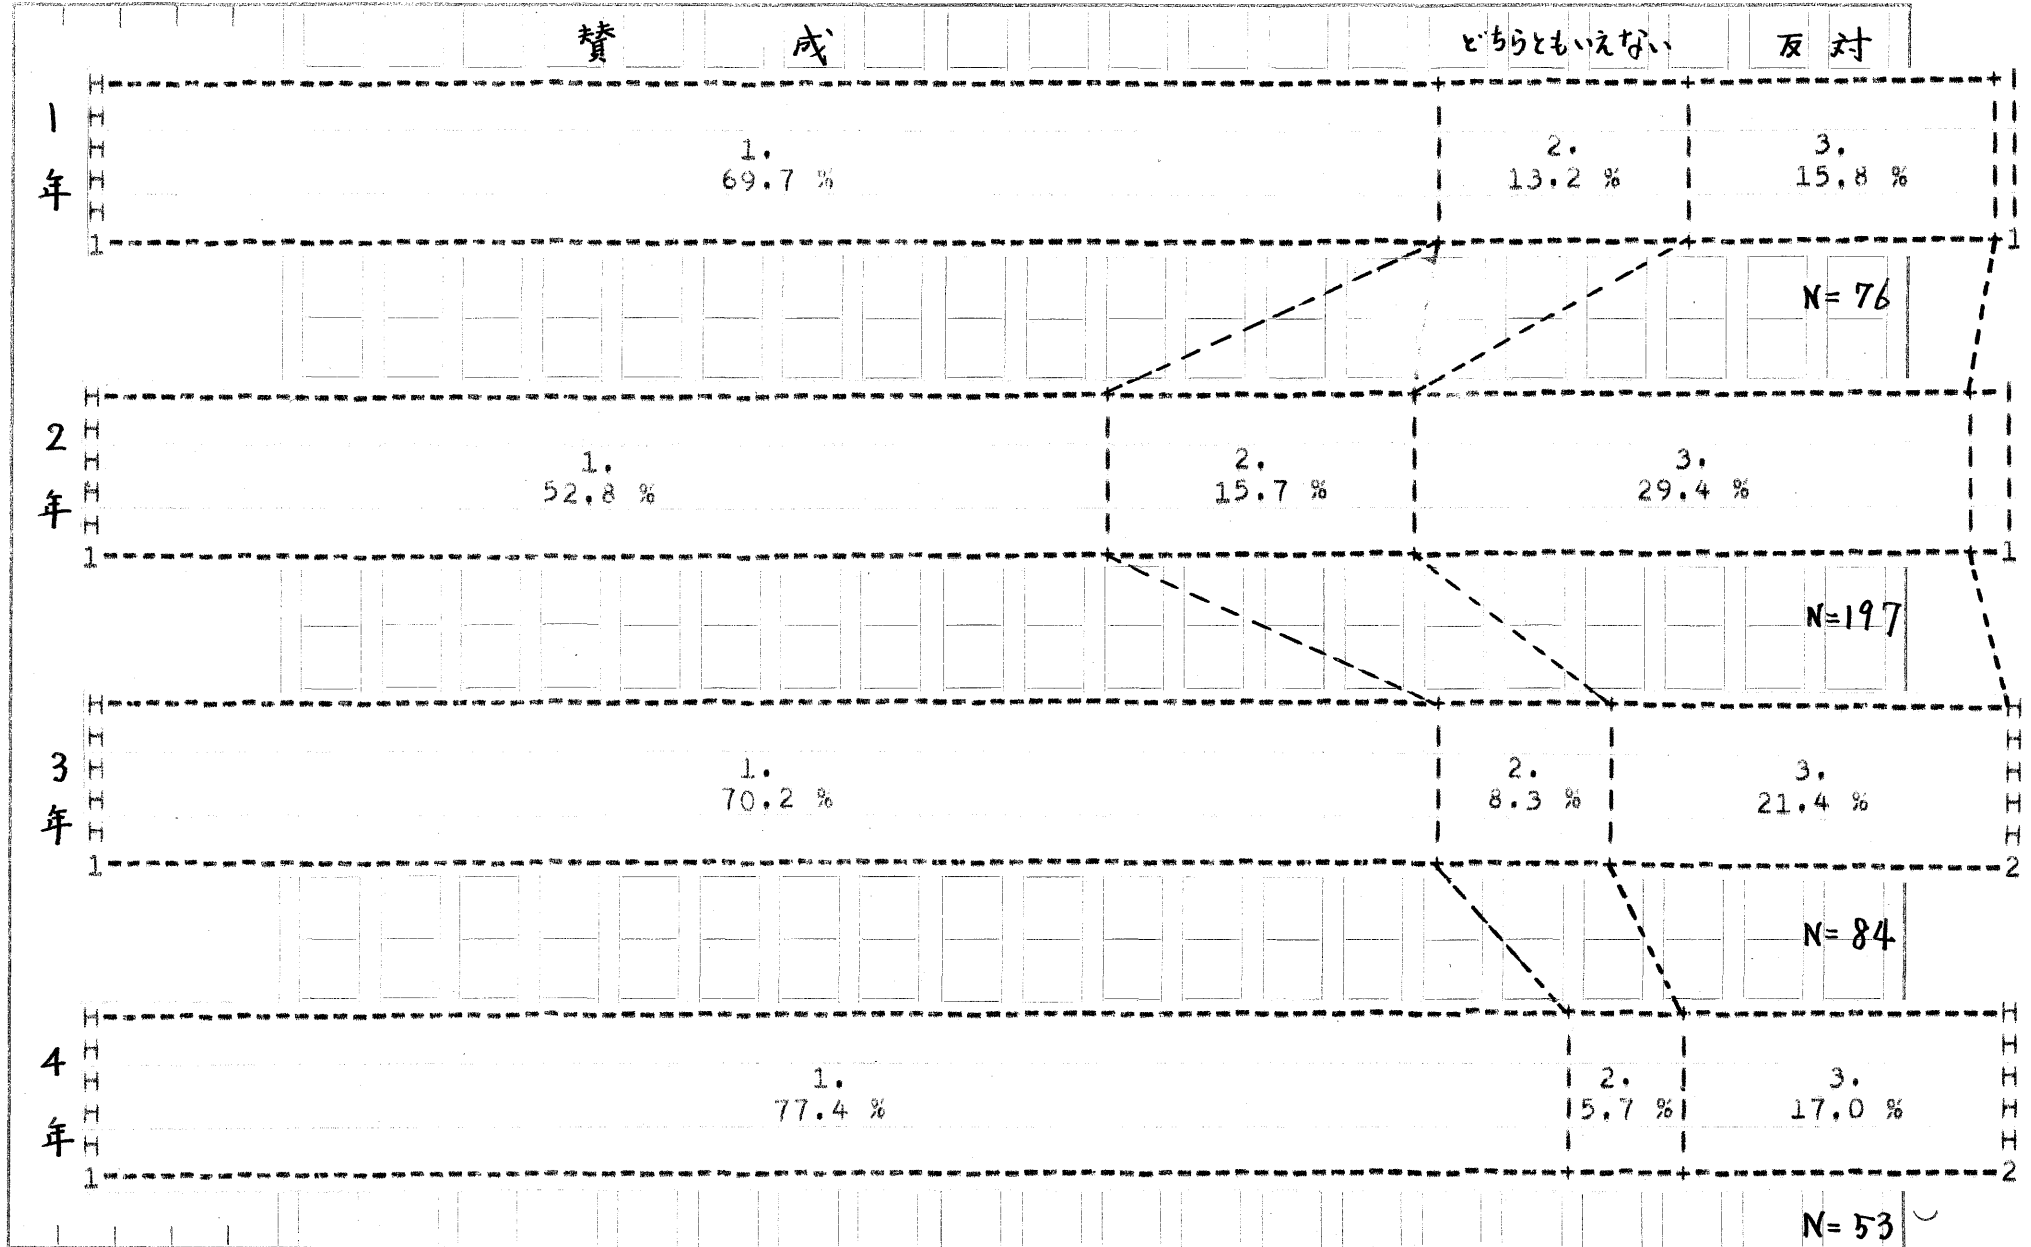 賛成 どちらともいえない 反対
1年
1. 2. 3.
69.7 % 13.2 % 15.8 %
N=76
2年
1. 2. 3.
52.8 % 15.7 % 29.4 %
N=197
3年
1. 2. 3.
70.2 % 8.3 % 21.4 %
N=84
4年
1. 2. 3.
77.4 % 5.7 % 17.0 %
N=53